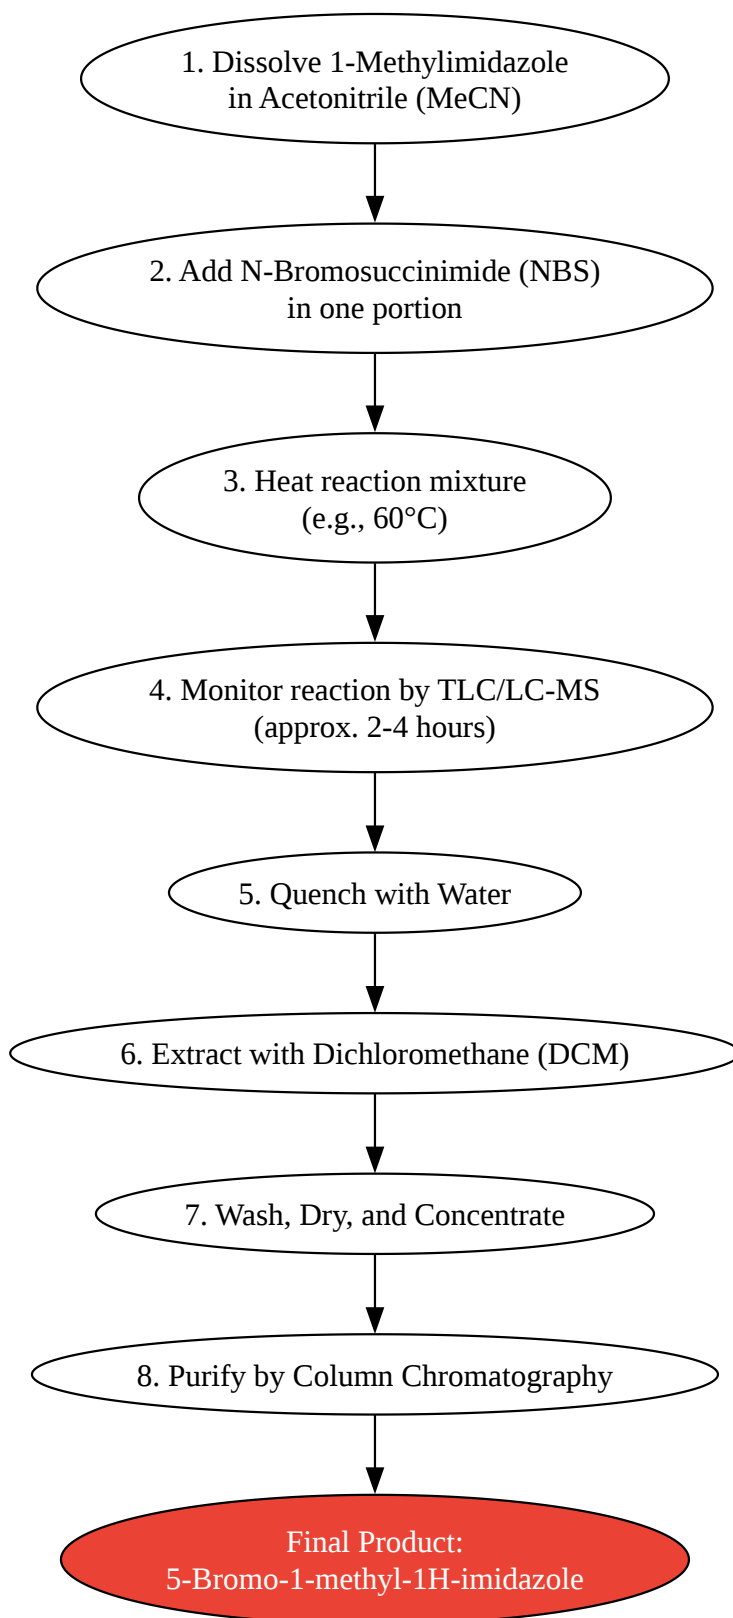 1. Dissolve 1-Methylimidazole
in Acetonitrile (MeCN)
2. Add N-Bromosuccinimide (NBS)
in one portion
3. Heat reaction mixture
(e.g., 60°C)
4. Monitor reaction by TLC/LC-MS
(approx. 2-4 hours)
5. Quench with Water
6. Extract with Dichloromethane (DCM)
7. Wash, Dry, and Concentrate
8. Purify by Column Chromatography
Final Product:
5-Bromo-1-methyl-1H-imidazole